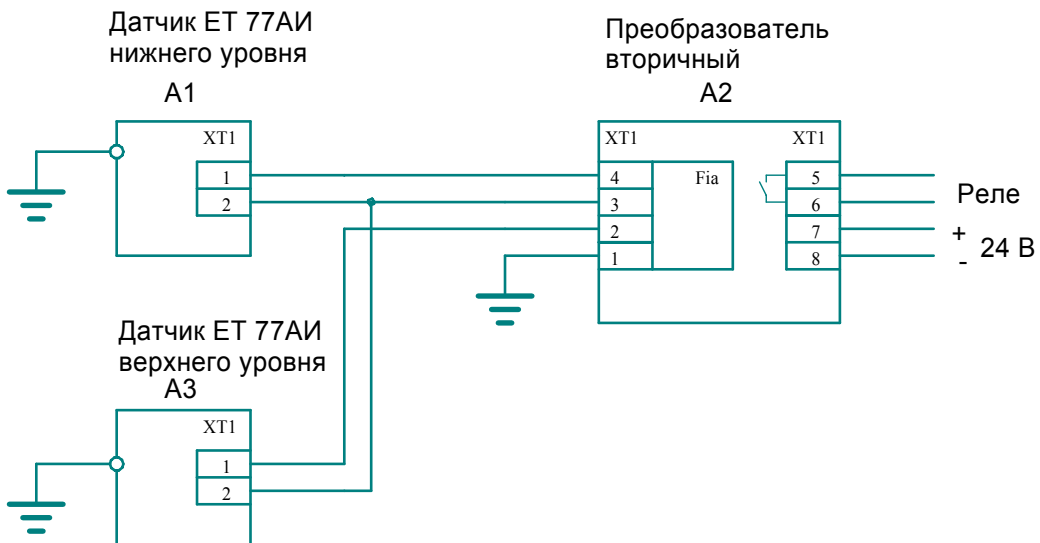 Датчик ЕТ 77АИ
нижнего уровня
А1
XT1
1
2
Преобразователь
вторичный
А2
XT1
XT1
4
Fia
5
3
6
2
7
1
8
Реле
+
24 В
-
Датчик ЕТ 77АИ
верхнего уровня
А3
XT1
1
2